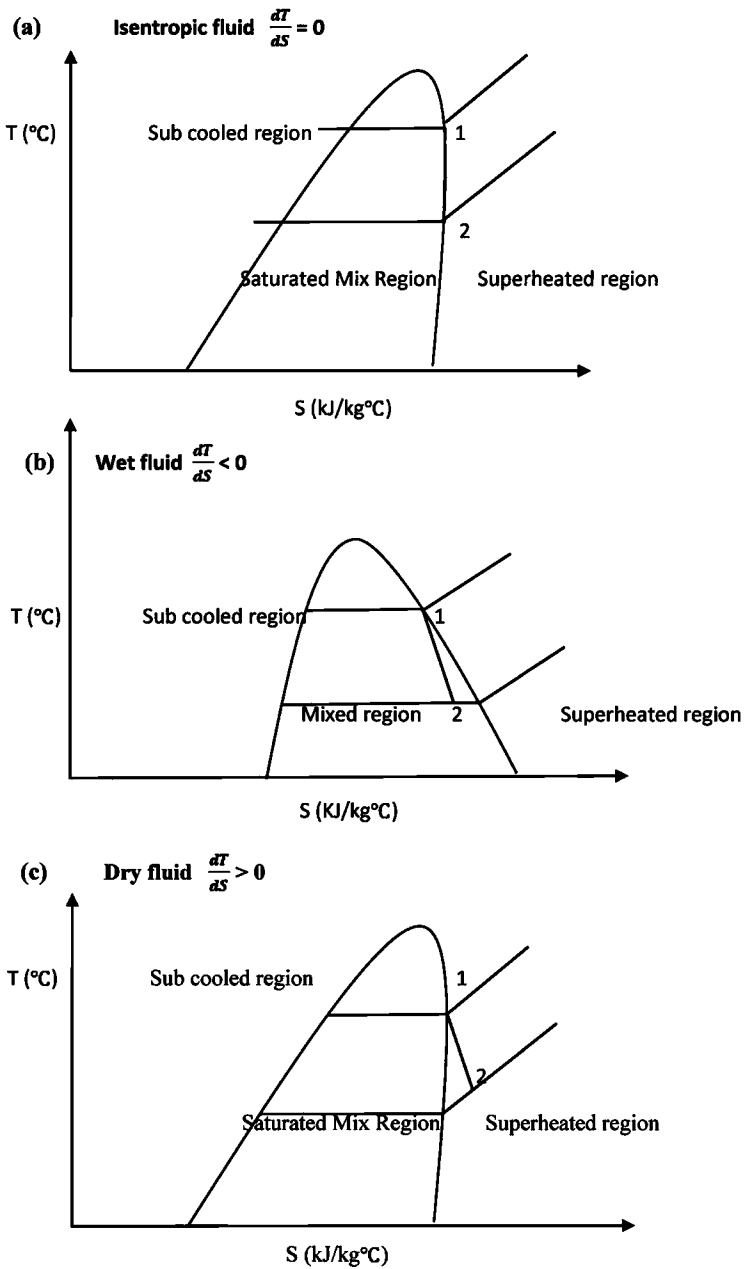 (a) Isentropic fluid dT/dS = 0
T (°C)
Sub cooled region
1
2
Saturated Mix Region
Superheated region
S (kJ/kg°C)
(b) Wet fluid dT/dS < 0
T (°C)
Sub cooled region
1
Mixed region
2
Superheated region
S (KJ/kg°C)
(c) Dry fluid dT/dS > 0
T (°C)
Sub cooled region
1
2
Saturated Mix Region
Superheated region
S (kJ/kg°C)